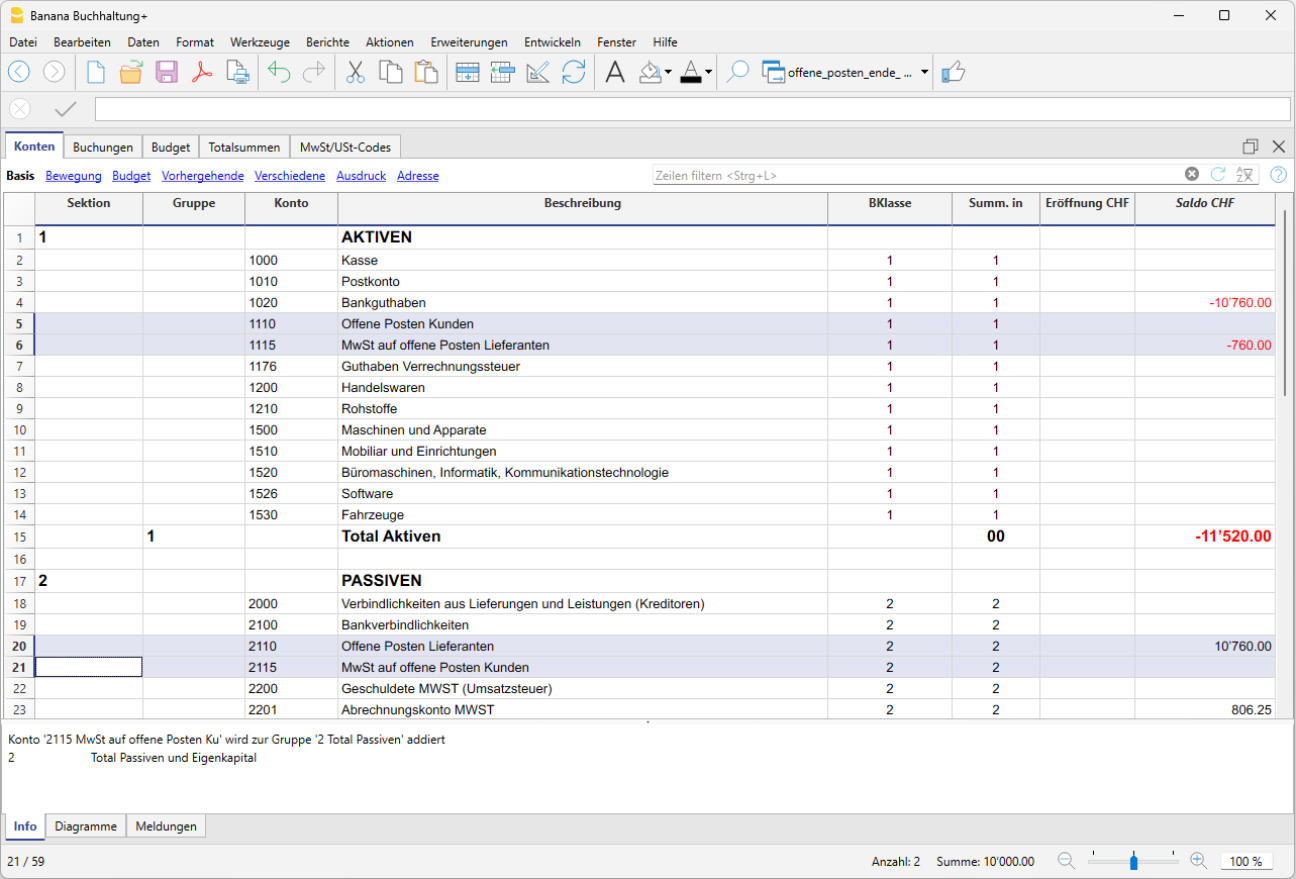 Banana Buchhaltung+
Datei Bearbeiten Daten Format Werkzeuge Berichte Aktionen Erweiterungen Entwickeln Fenster Hilfe
offene_posten_ende_ ...
Konten Buchungen Budget Totalsummen MwSt/USt-Codes
Basis Bewegung Budget Vorhergehende Verschiedene Ausdruck Adresse Zeilen filtern <Strg+L>
Sektion Gruppe Konto Beschreibung BKlasse Summ. in Eröffnung CHF Saldo CHF
1 1 AKTIVEN
2 1000 Kasse 1 1
3 1010 Postkonto 1 1
4 1020 Bankguthaben 1 1 -10'760.00
5 1110 Offene Posten Kunden 1 1
6 1115 MwSt auf offene Posten Lieferanten 1 1 -760.00
7 1176 Guthaben Verrechnungssteuer 1 1
8 1200 Handelswaren 1 1
9 1210 Rohstoffe 1 1
10 1500 Maschinen und Apparate 1 1
11 1510 Mobiliar und Einrichtungen 1 1
12 1520 Büromaschinen, Informatik, Kommunikationstechnologie 1 1
13 1526 Software 1 1
14 1530 Fahrzeuge 1 1
15 1 Total Aktiven 00 -11'520.00
16
17 2 PASSIVEN
18 2000 Verbindlichkeiten aus Lieferungen und Leistungen (Kreditoren) 2 2
19 2100 Bankverbindlichkeiten 2 2
20 2110 Offene Posten Lieferanten 2 2 10'760.00
21 2115 MwSt auf offene Posten Kunden 2 2
22 2200 Geschuldete MWST (Umsatzsteuer) 2 2
23 2201 Abrechnungskonto MWST 2 2 806.25
Konto '2115 MwSt auf offene Posten Ku' wird zur Gruppe '2 Total Passiven' addiert
2 Total Passiven und Eigenkapital
Info Diagramme Meldungen
21 / 59 Anzahl: 2 Summe: 10'000.00 100 %